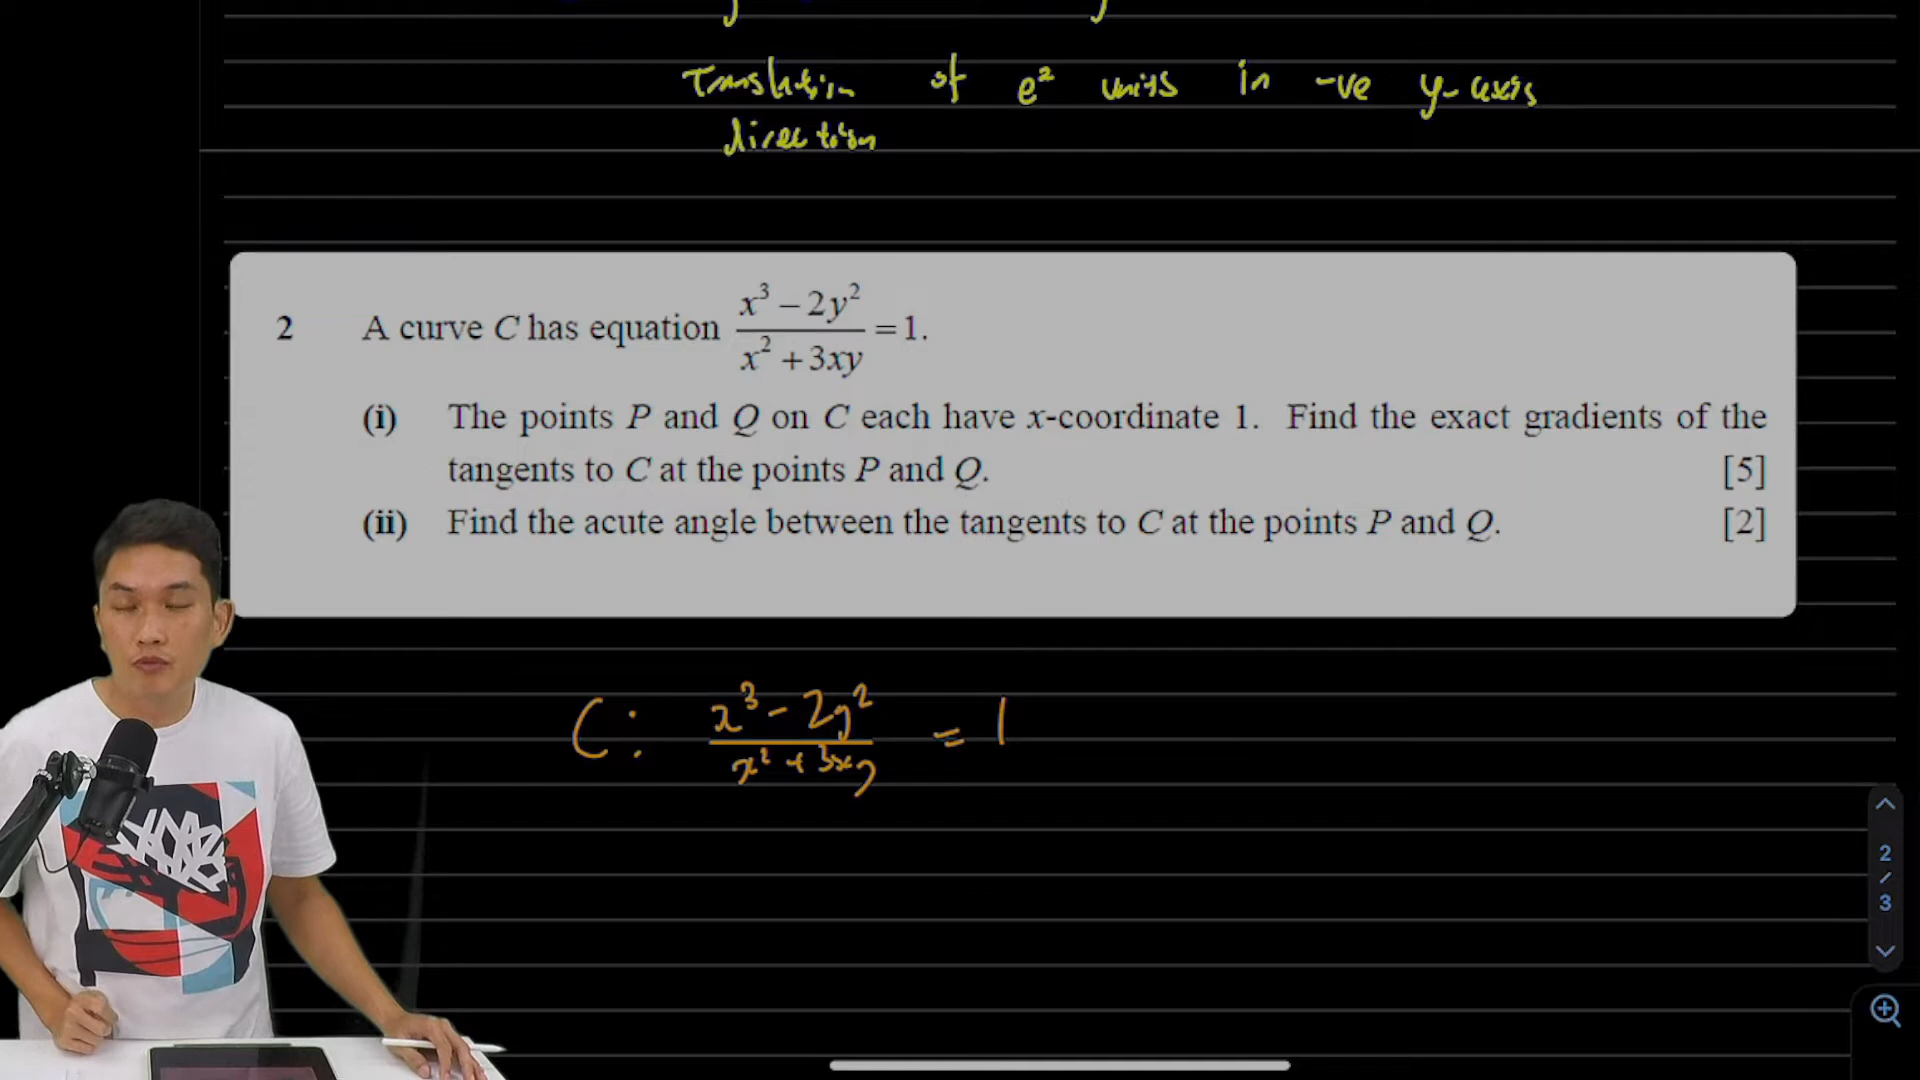 Translation of e² units in -ve y-axis
direction
2 A curve C has equation (x³ − 2y²)/(x² + 3xy) = 1.
(i) The points P and Q on C each have x-coordinate 1. Find the exact gradients of the
tangents to C at the points P and Q. [5]
(ii) Find the acute angle between the tangents to C at the points P and Q. [2]
C: (x³ − 2y²)/(x² + 3xy) = 1
2
/
3